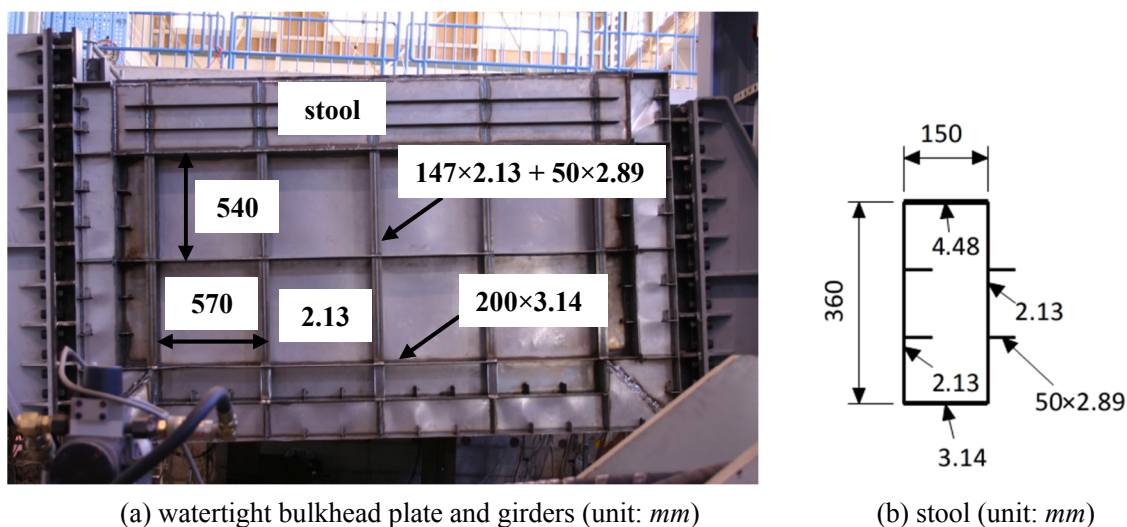 stool
147×2.13 + 50×2.89
540
570
2.13
200×3.14
150
4.48
360
2.13
2.13
50×2.89
3.14
(a) watertight bulkhead plate and girders (unit: mm)
(b) stool (unit: mm)